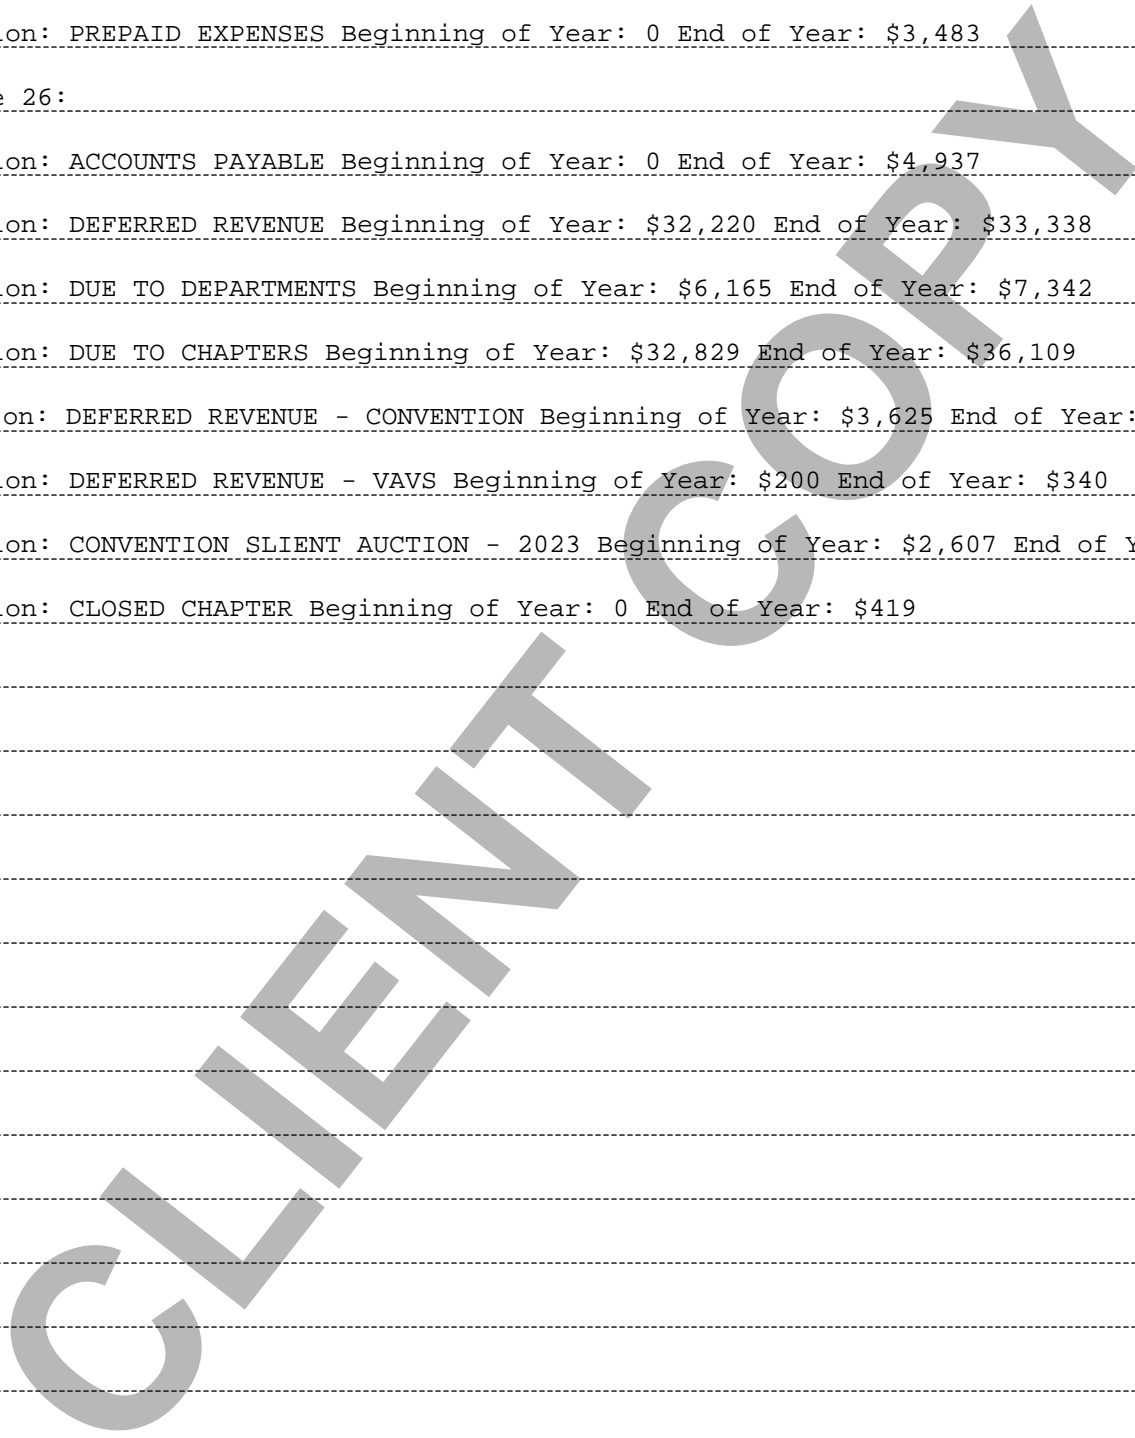 ion: PREPAID EXPENSES Beginning of Year: 0 End of Year: $3,483
e 26:
ion: ACCOUNTS PAYABLE Beginning of Year: 0 End of Year: $4,937
ion: DEFERRED REVENUE Beginning of Year: $32,220 End of Year: $33,338
ion: DUE TO DEPARTMENTS Beginning of Year: $6,165 End of Year: $7,342
ion: DUE TO CHAPTERS Beginning of Year: $32,829 End of Year: $36,109
on: DEFERRED REVENUE - CONVENTION Beginning of Year: $3,625 End of Year:
ion: DEFERRED REVENUE - VAVS Beginning of Year: $200 End of Year: $340
ion: CONVENTION SLIENT AUCTION - 2023 Beginning of Year: $2,607 End of Y
ion: CLOSED CHAPTER Beginning of Year: 0 End of Year: $419
CLIENT COPY